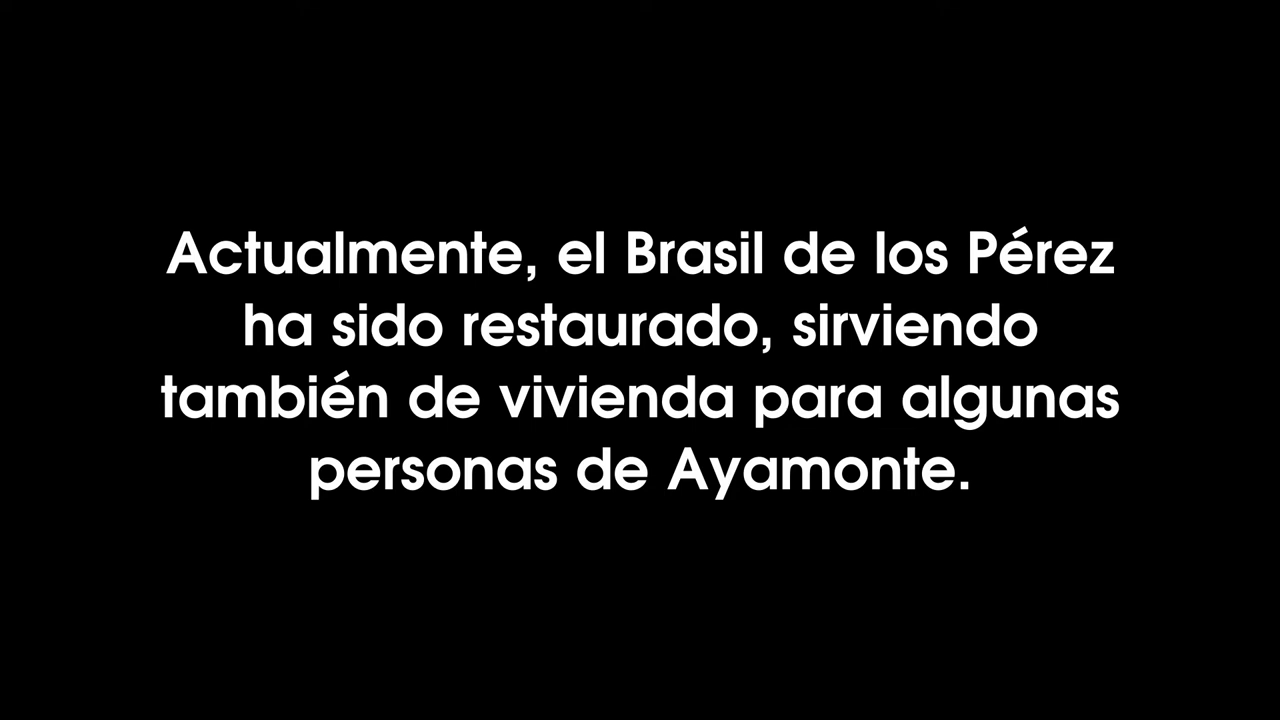 Actualmente, el Brasil de los Pérez
ha sido restaurado, sirviendo
también de vivienda para algunas
personas de Ayamonte.